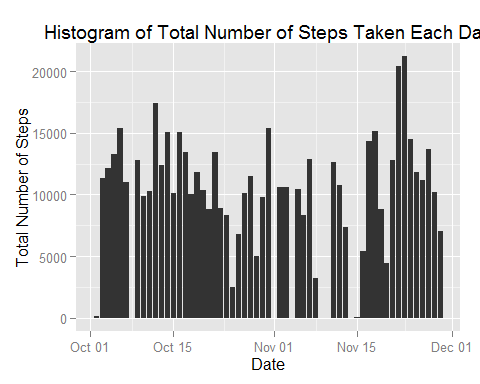 Histogram of Total Number of Steps Taken Each Da
Total Number of Steps
20000
15000
10000
5000
0
Oct 01 Oct 15 Nov 01 Nov 15 Dec 01
Date